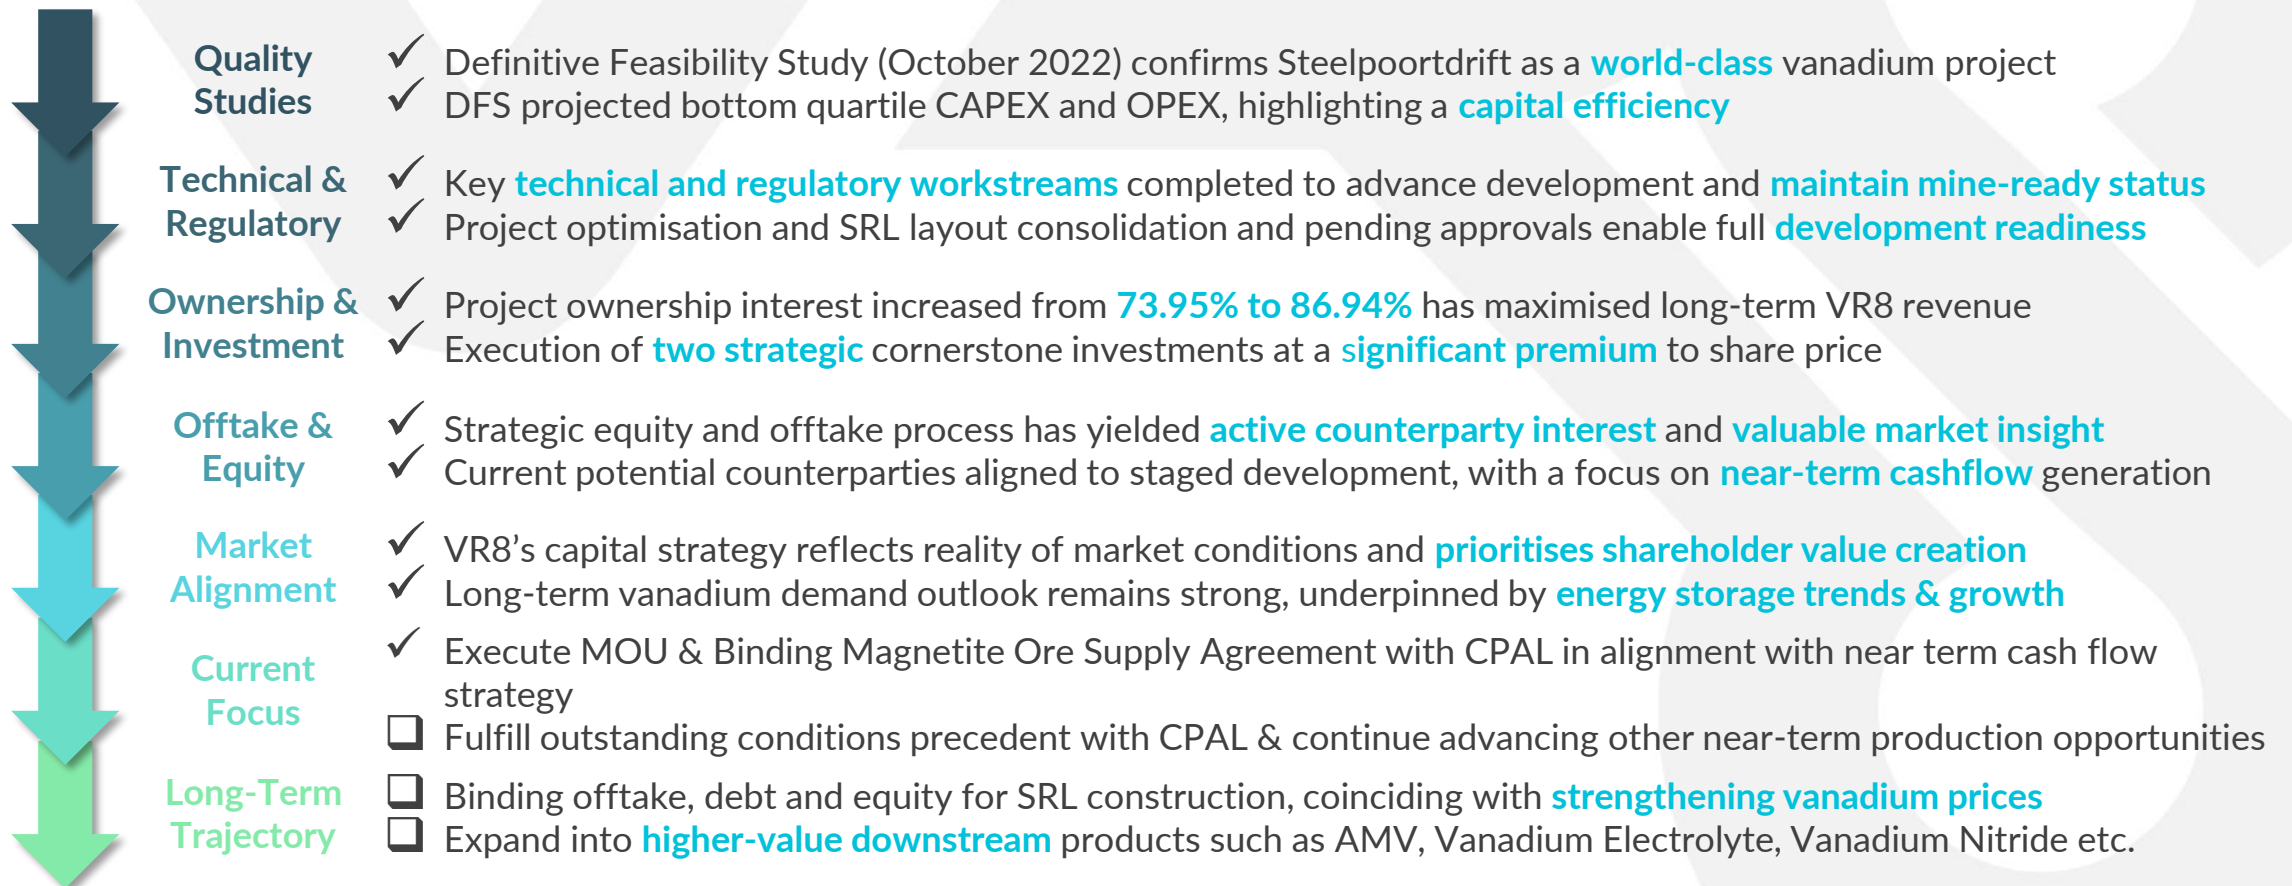 Quality
Studies
✓ Definitive Feasibility Study (October 2022) confirms Steelpoortdrift as a world-class vanadium project
✓ DFS projected bottom quartile CAPEX and OPEX, highlighting a capital efficiency
Technical &
Regulatory
✓ Key technical and regulatory workstreams completed to advance development and maintain mine-ready status
✓ Project optimisation and SRL layout consolidation and pending approvals enable full development readiness
Ownership &
Investment
✓ Project ownership interest increased from 73.95% to 86.94% has maximised long-term VR8 revenue
✓ Execution of two strategic cornerstone investments at a significant premium to share price
Offtake &
Equity
✓ Strategic equity and offtake process has yielded active counterparty interest and valuable market insight
✓ Current potential counterparties aligned to staged development, with a focus on near-term cashflow generation
Market
Alignment
✓ VR8’s capital strategy reflects reality of market conditions and prioritises shareholder value creation
✓ Long-term vanadium demand outlook remains strong, underpinned by energy storage trends & growth
Current
Focus
✓ Execute MOU & Binding Magnetite Ore Supply Agreement with CPAL in alignment with near term cash flow
strategy
❑ Fulfill outstanding conditions precedent with CPAL & continue advancing other near-term production opportunities
Long-Term
Trajectory
❑ Binding offtake, debt and equity for SRL construction, coinciding with strengthening vanadium prices
❑ Expand into higher-value downstream products such as AMV, Vanadium Electrolyte, Vanadium Nitride etc.